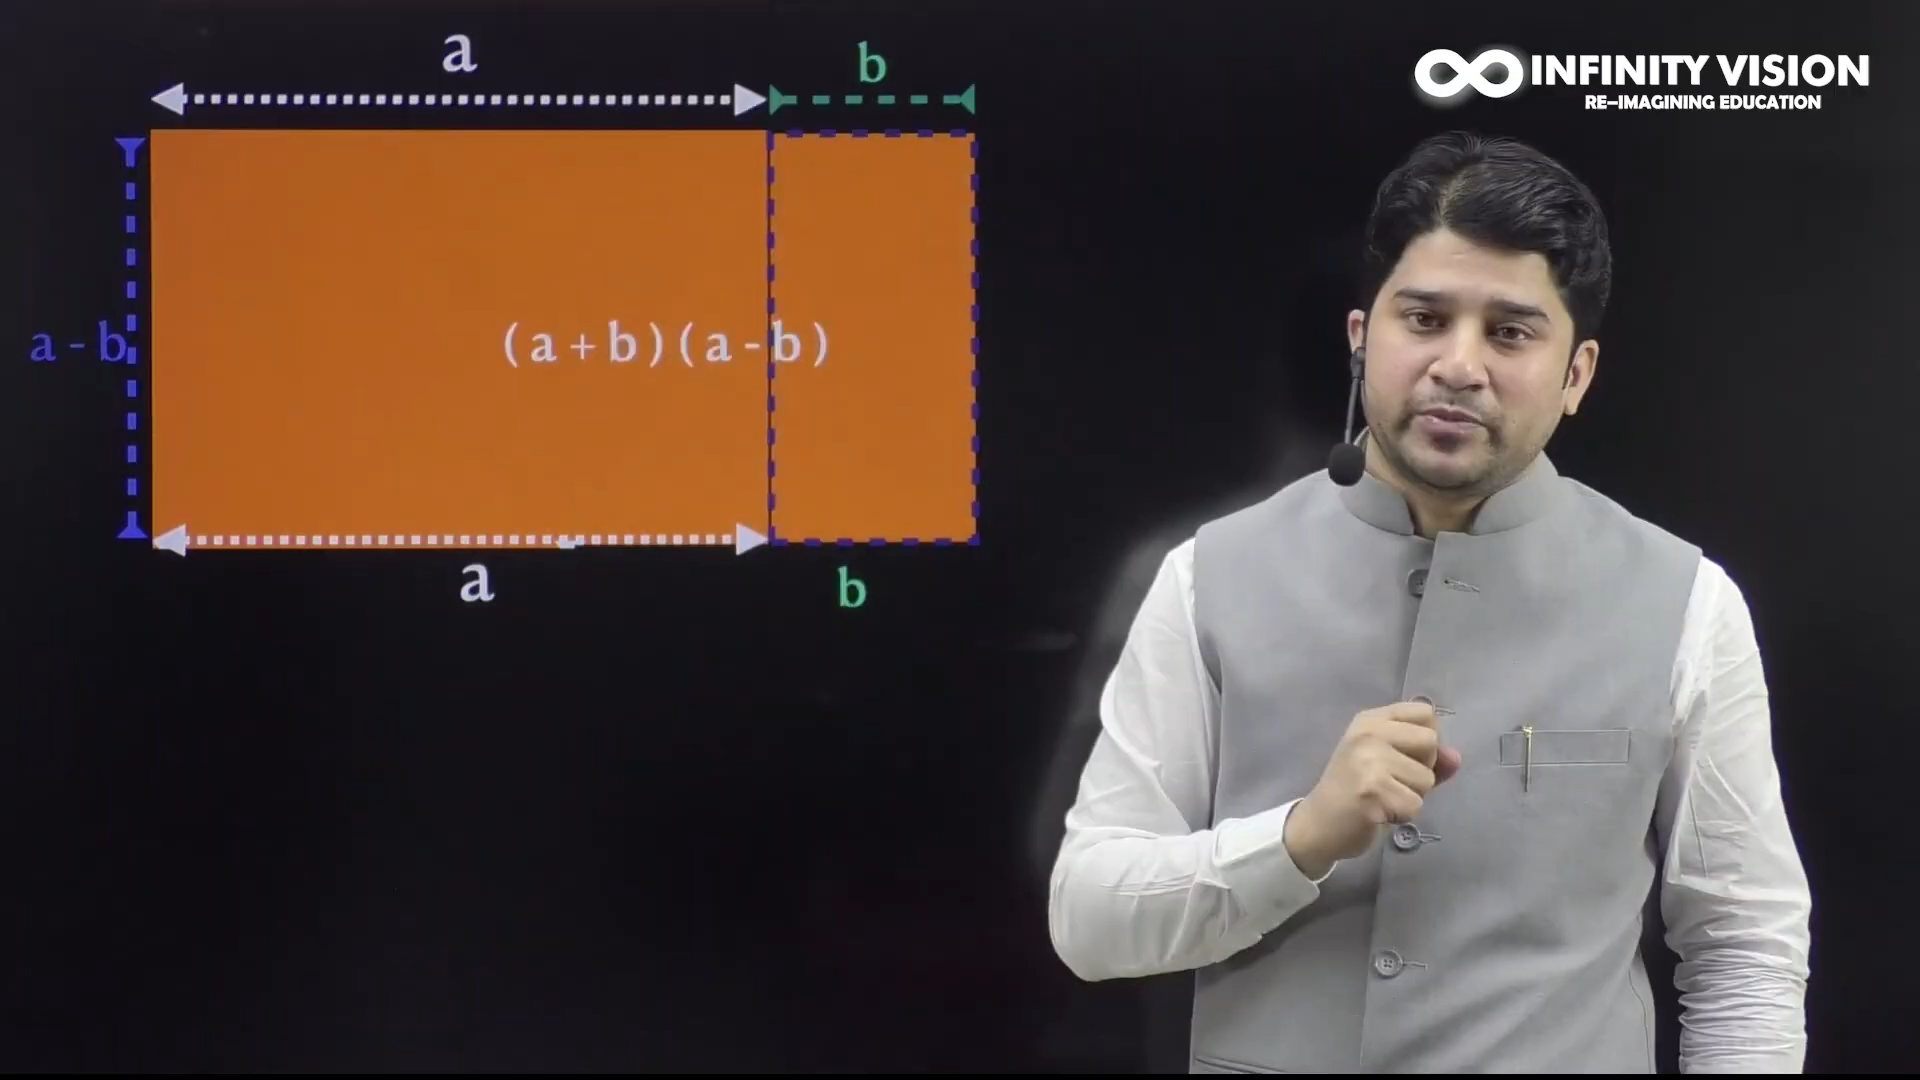 a
b
INFINITY VISION
RE-IMAGINING EDUCATION
a - b
(a+b)(a-b)
a
b